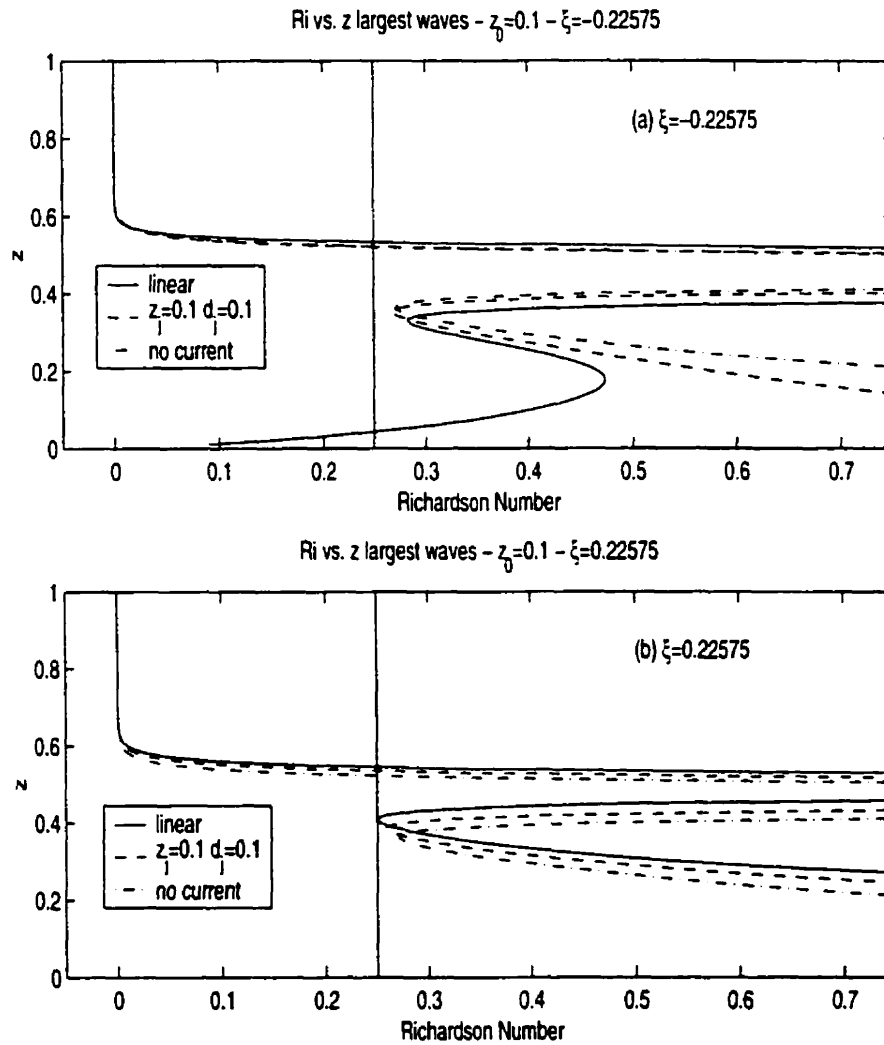 Ri vs. z largest waves – z0=0.1 – ξ=–0.22575
(a) ξ=–0.22575
1
0.8
0.6
0.4
0.2
0
z
linear
zj=0.1 dj=0.1
no current
0 0.1 0.2 0.3 0.4 0.5 0.6 0.7
Richardson Number
Ri vs. z largest waves – z0=0.1 – ξ=0.22575
(b) ξ=0.22575
1
0.8
0.6
0.4
0.2
0
z
linear
zj=0.1 dj=0.1
no current
0 0.1 0.2 0.3 0.4 0.5 0.6 0.7
Richardson Number